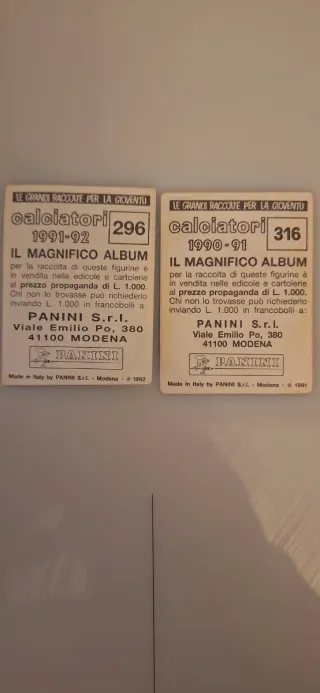 LE GRANDI RACCOLTE PER LA GIOVENTÙ
calciatori
1991-92
296
IL MAGNIFICO ALBUM
per la raccolta di queste figurine è
in vendita nelle edicole e cartolerie
al prezzo propaganda di L. 1.000.
Chi non lo trovasse può richiederlo
inviando L. 1.000 in francobolli a:
PANINI S.r.l.
Viale Emilio Po, 380
41100 MODENA
PANINI
Made in Italy by PANINI S.r.l. - Modena - © 1992
LE GRANDI RACCOLTE PER LA GIOVENTÙ
calciatori
1990-91
316
IL MAGNIFICO ALBUM
per la raccolta di queste figurine è
in vendita nelle edicole e cartolerie
al prezzo propaganda di L. 1.000.
Chi non lo trovasse può richiederlo
inviando L. 1.000 in francobolli a:
PANINI S.r.l.
Viale Emilio Po, 380
41100 MODENA
PANINI
Made in Italy by PANINI S.r.l. - Modena - © 1991